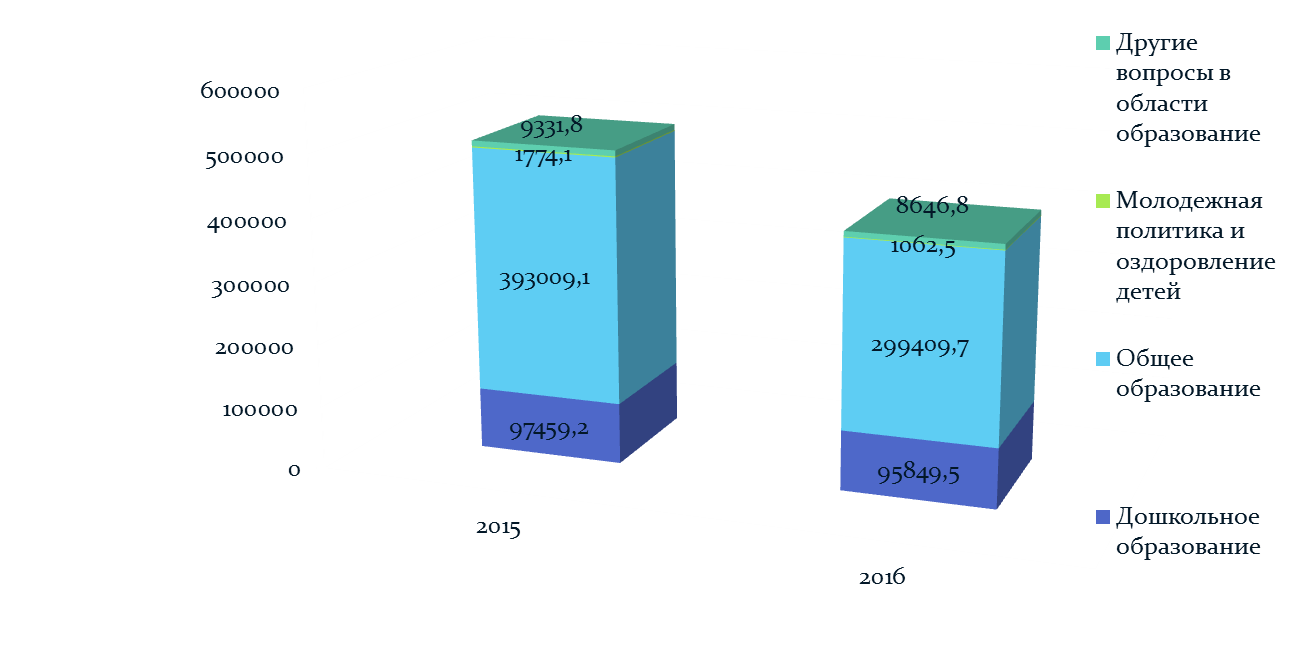 600000
500000
400000
300000
200000
100000
0
9331,8
1774,1
393009,1
97459,2
2015
8646,8
1062,5
299409,7
95849,5
2016
Другие
вопросы в
области
образование
Молодежная
политика и
оздоровление
детей
Общее
образование
Дошкольное
образование